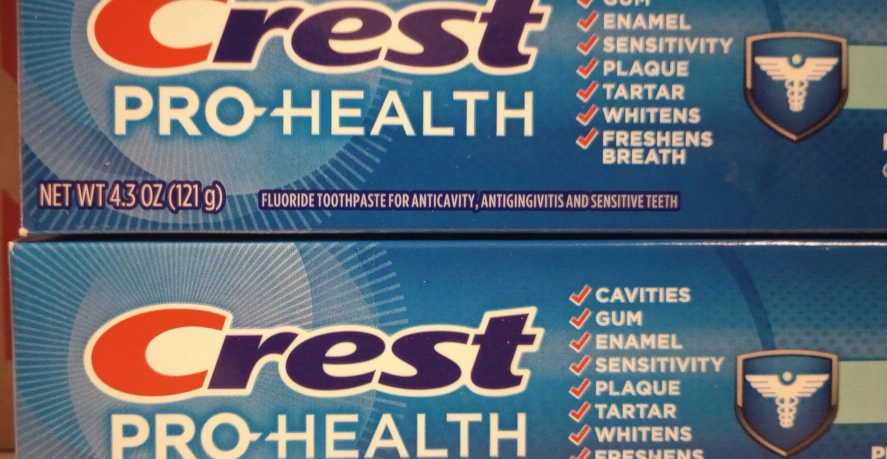 Crest
PRO-HEALTH
GUM
ENAMEL
SENSITIVITY
PLAQUE
TARTAR
WHITENS
FRESHENS
BREATH
NET WT 4.3 OZ (121 g)
FLUORIDE TOOTHPASTE FOR ANTICAVITY, ANTIGINGIVITIS AND SENSITIVE TEETH
Crest
PRO-HEALTH
CAVITIES
GUM
ENAMEL
SENSITIVITY
PLAQUE
TARTAR
WHITENS
FRESHENS